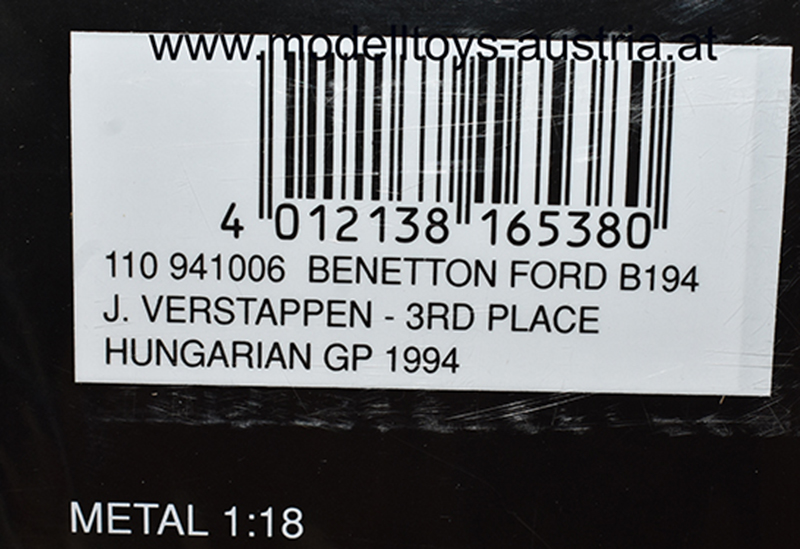 www.modelltoys-austria.at
4 012138 165380
110 941006 BENETTON FORD B194
J. VERSTAPPEN - 3RD PLACE
HUNGARIAN GP 1994
METAL 1:18